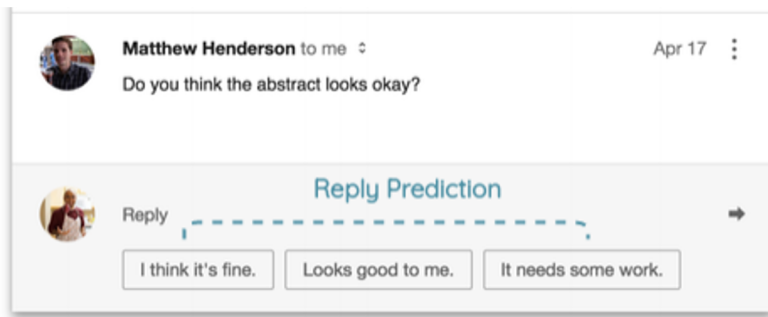 Matthew Henderson to me Apr 17
Do you think the abstract looks okay?
Reply Prediction
Reply
I think it's fine. Looks good to me. It needs some work.